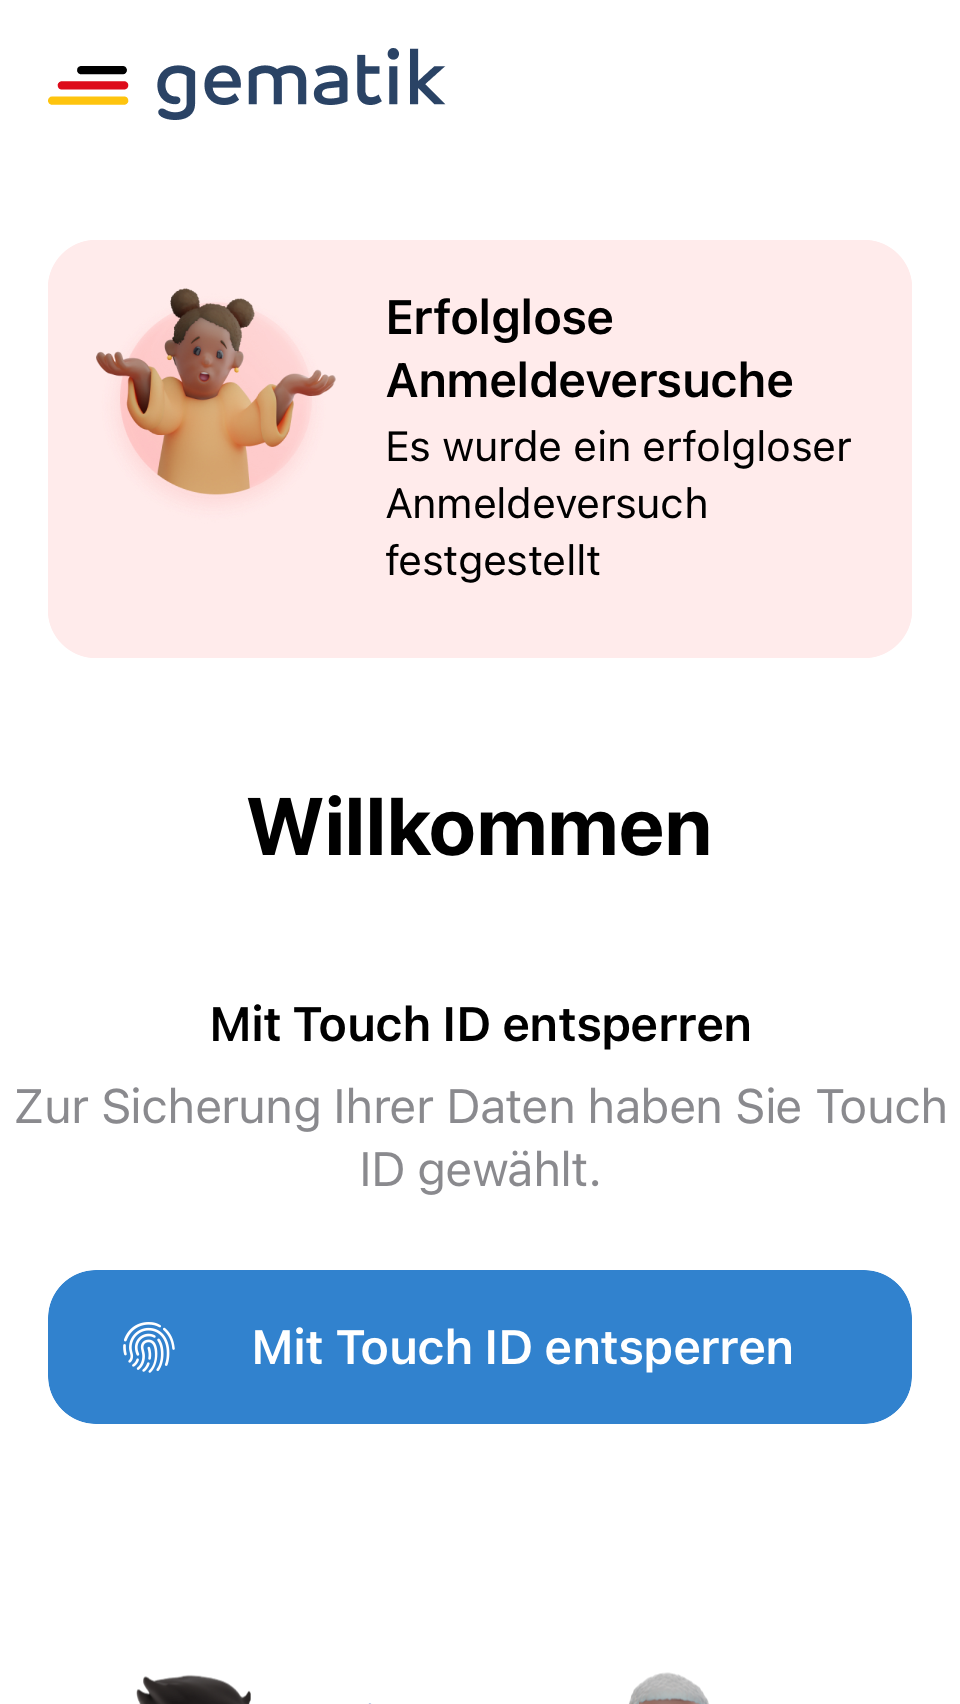 gematik
Erfolglose
Anmeldeversuche
Es wurde ein erfolgloser
Anmeldeversuch
festgestellt
Willkommen
Mit Touch ID entsperren
Zur Sicherung Ihrer Daten haben Sie Touch
ID gewählt.
Mit Touch ID entsperren